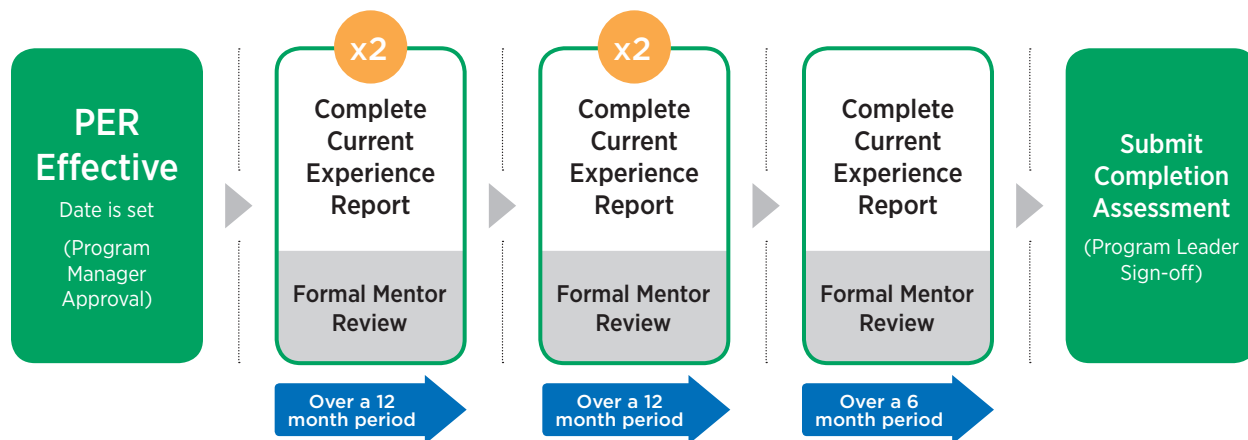 PER
Effective
Date is set
(Program
Manager
Approval)
x2
Complete
Current
Experience
Report
Formal Mentor
Review
Over a 12
month period
x2
Complete
Current
Experience
Report
Formal Mentor
Review
Over a 12
month period
Complete
Current
Experience
Report
Formal Mentor
Review
Over a 6
month period
Submit
Completion
Assessment
(Program Leader
Sign-off)